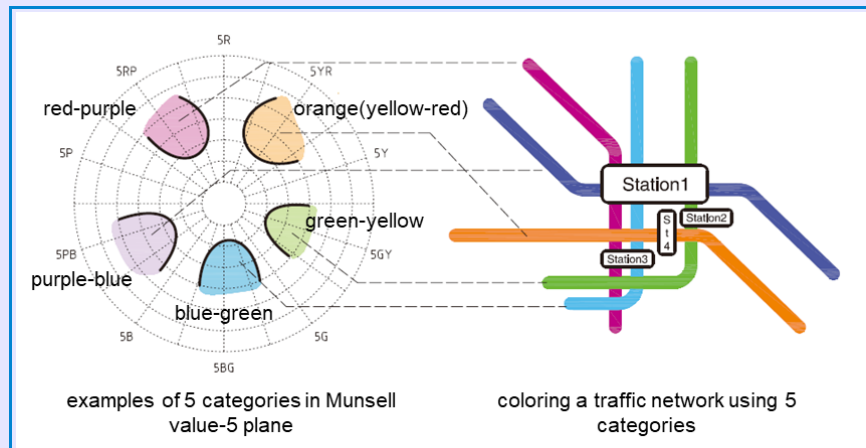 5R
5RP
5YR
red-purple
orange(yellow-red)
5P
5Y
Station1
St4
Station2
green-yellow
5PB
5GY
Station3
purple-blue
blue-green
5B
5G
5BG
examples of 5 categories in Munsell
value-5 plane
coloring a traffic network using 5
categories